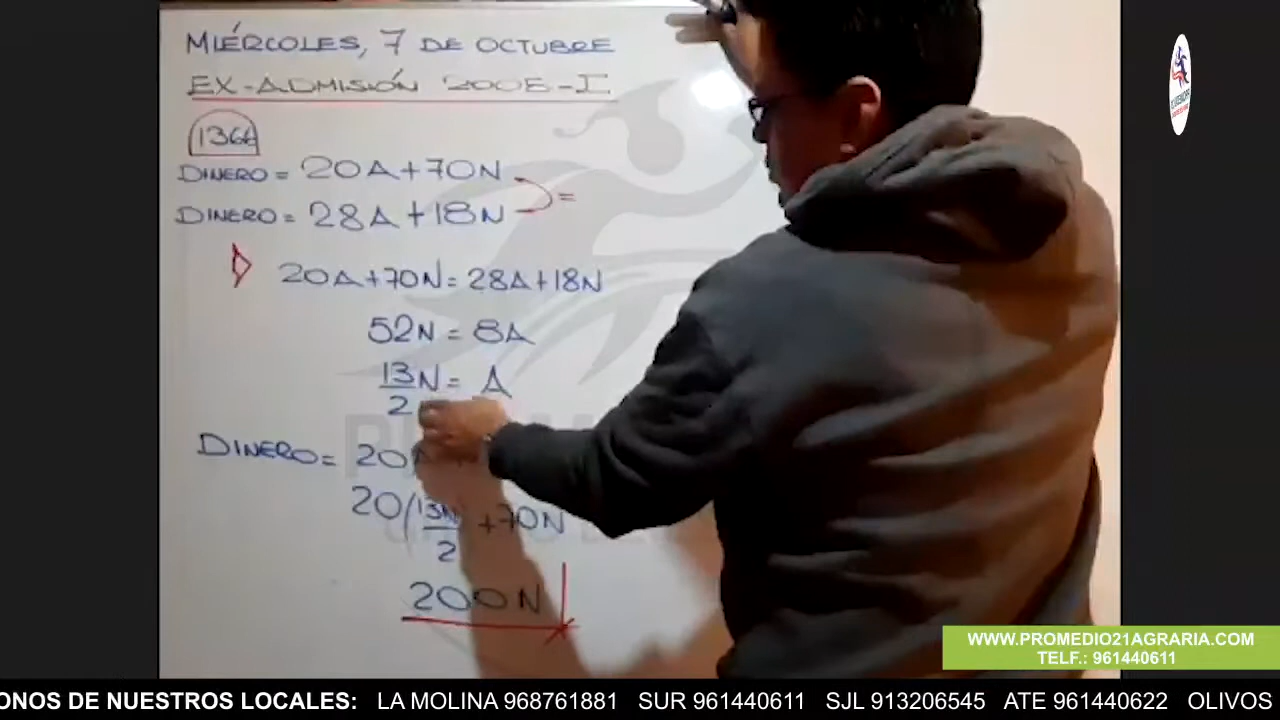 MIÉRCOLES, 7 DE OCTUBRE
EX-ADMISIÓN 2005-I
1366
DINERO = 20A+70N
DINERO = 28A+18N
=
20A+70N = 28A+18N
52N = 8A
13/2 N = A
DINERO = 20
20(13N/2 +70N
200N
WWW.PROMEDIO21AGRARIA.COM
TELF.: 961440611
ONOS DE NUESTROS LOCALES: LA MOLINA 968761881 SUR 961440611 SJL 913206545 ATE 961440622 OLIVOS